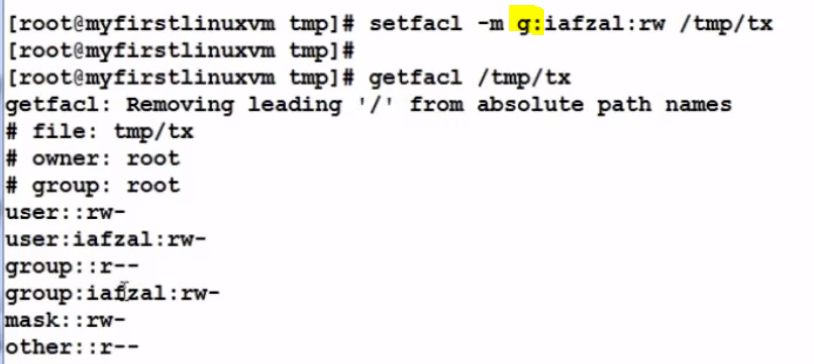 [root@myfirstlinuxvm tmp]# setfacl -m g:iafzal:rw /tmp/tx
[root@myfirstlinuxvm tmp]#
[root@myfirstlinuxvm tmp]# getfacl /tmp/tx
getfacl: Removing leading '/' from absolute path names
# file: tmp/tx
# owner: root
# group: root
user::rw-
user:iafzal:rw-
group::r--
group:iafzal:rw-
mask::rw-
other::r--